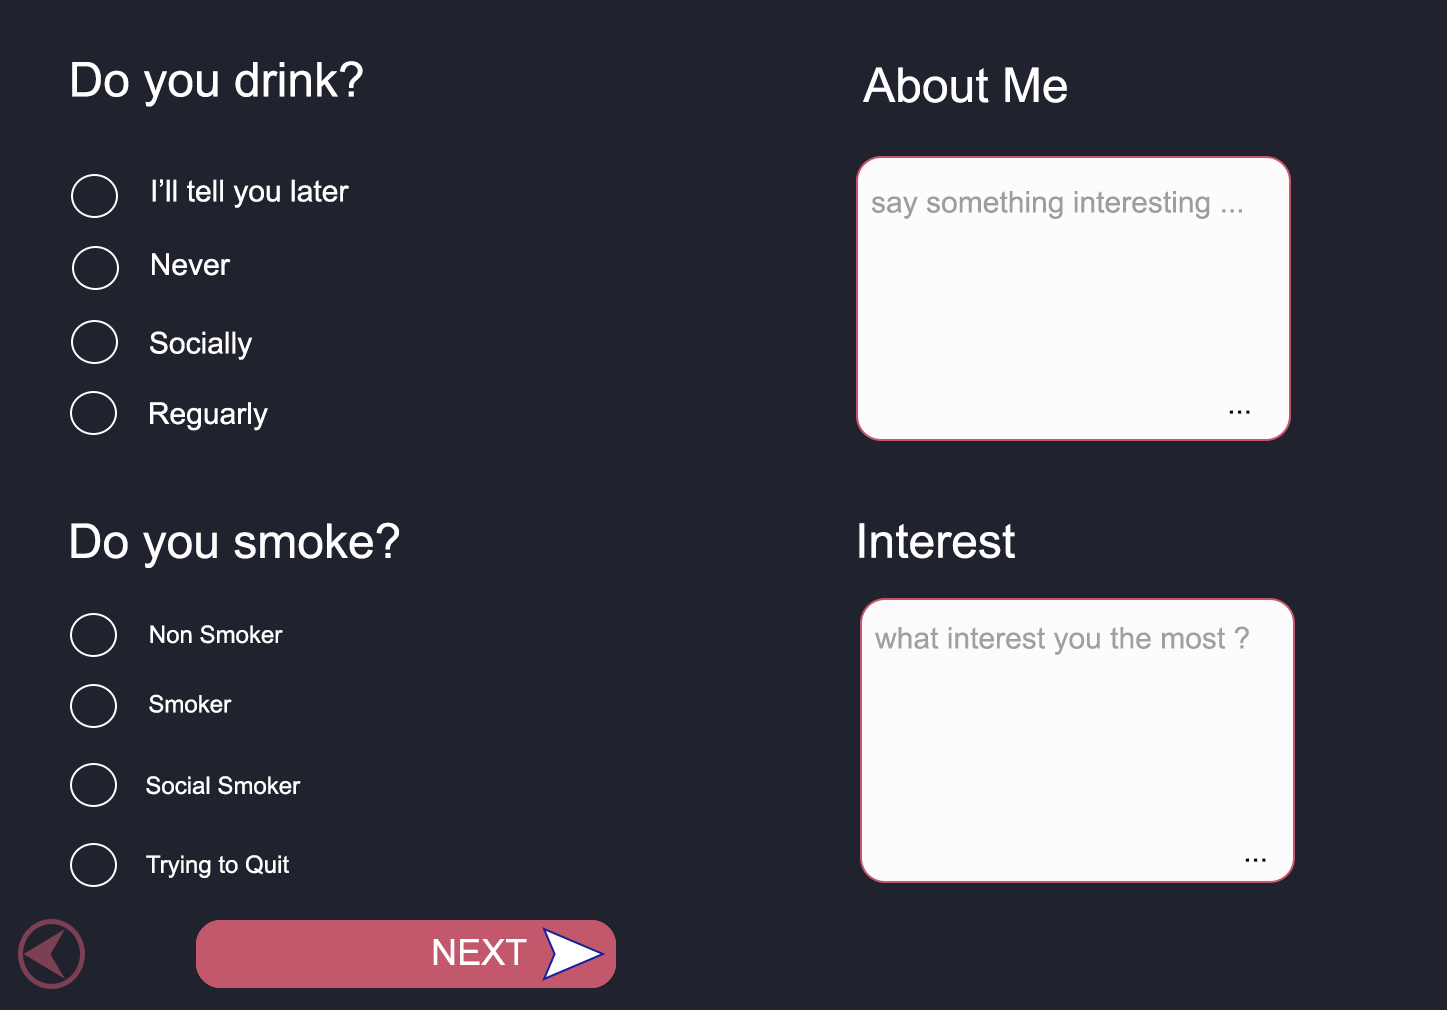 Do you drink?
I’ll tell you later
Never
Socially
Reguarly
Do you smoke?
Non Smoker
Smoker
Social Smoker
Trying to Quit
NEXT
About Me
say something interesting ...
...
Interest
what interest you the most ?
...